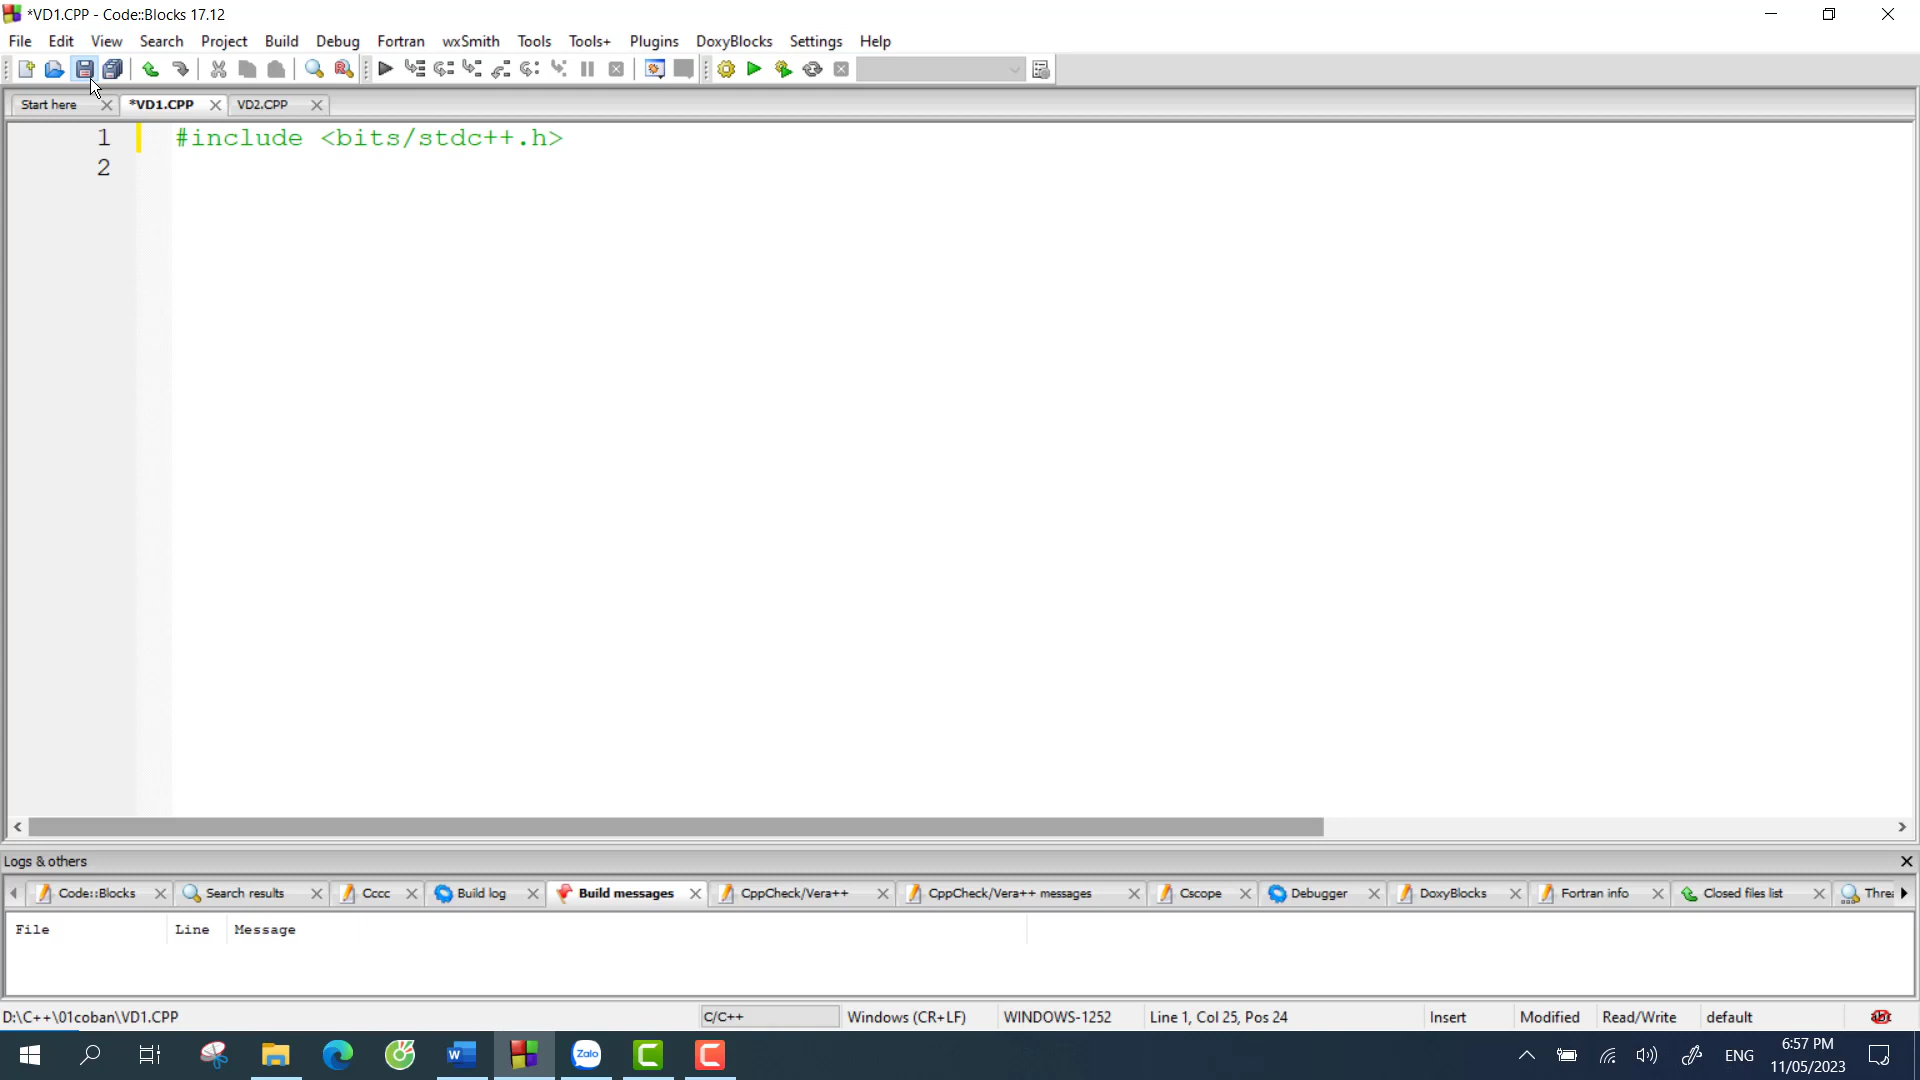 *VD1.CPP - Code::Blocks 17.12
File Edit View Search Project Build Debug Fortran wxSmith Tools Tools+ Plugins DoxyBlocks Settings Help
Start here *VD1.CPP VD2.CPP
1 #include <bits/stdc++.h>
2
Logs & others
Code::Blocks Search results Cccc Build log Build messages CppCheck/Vera++ CppCheck/Vera++ messages Cscope Debugger DoxyBlocks Fortran info Closed files list Threa
File Line Message
D:\C++\01coban\VD1.CPP C/C++ Windows (CR+LF) WINDOWS-1252 Line 1, Col 25, Pos 24 Insert Modified Read/Write default
Zalo ENG 6:57 PM
11/05/2023